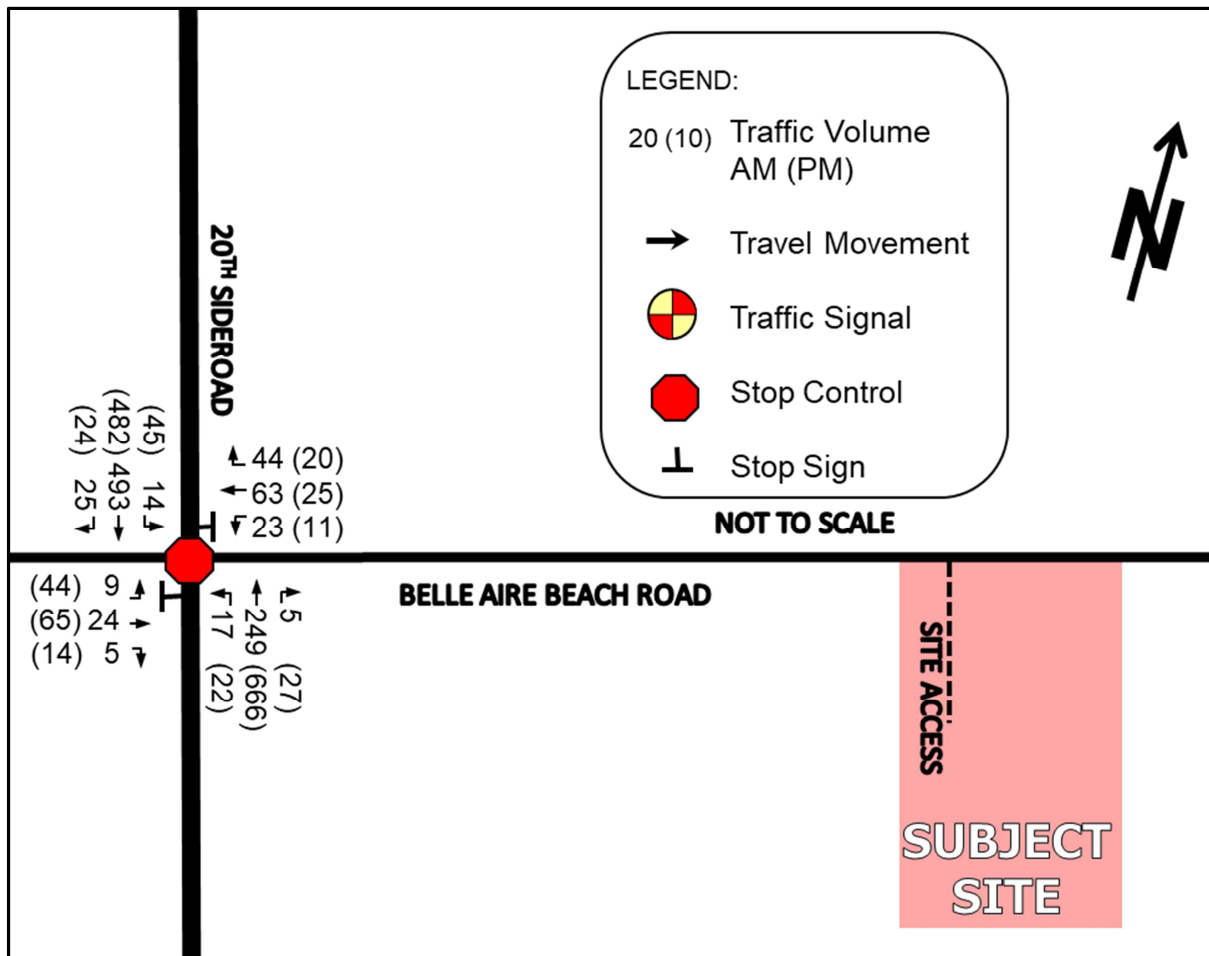 LEGEND:
20 (10) Traffic Volume
AM (PM)
Travel Movement
Traffic Signal
Stop Control
Stop Sign
N
NOT TO SCALE
20TH SIDEROAD
(24) 25
(482) 493
(45) 14
44 (20)
63 (25)
23 (11)
(44) 9
(65) 24
(14) 5
17 (22)
249 (666)
5 (27)
BELLE AIRE BEACH ROAD
SITE ACCESS
SUBJECT
SITE